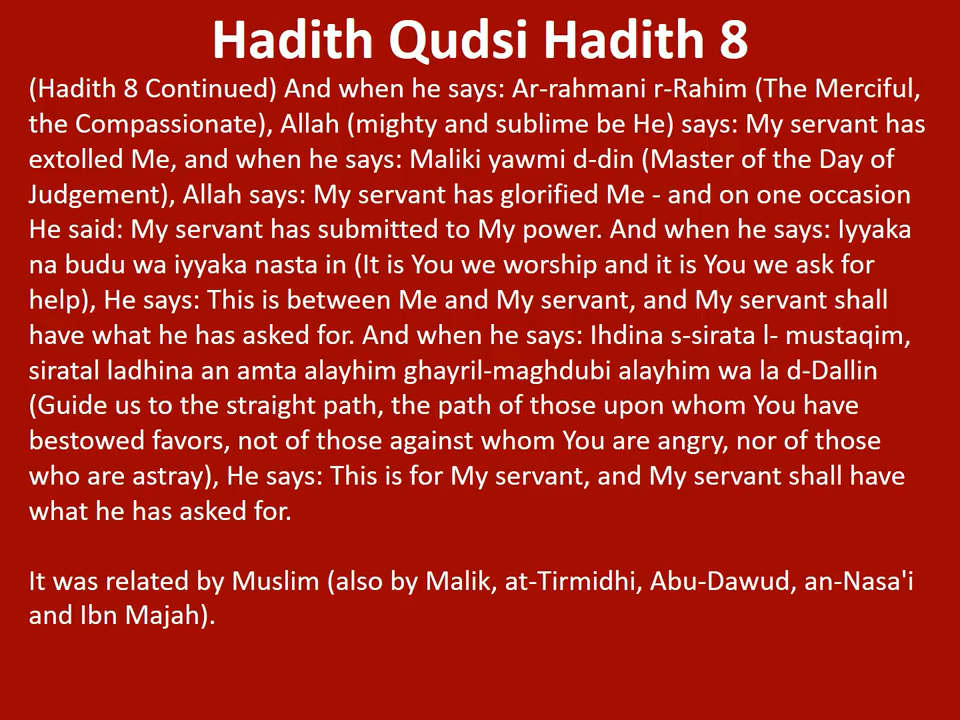 Hadith Qudsi Hadith 8
(Hadith 8 Continued) And when he says: Ar-rahmani r-Rahim (The Merciful,
the Compassionate), Allah (mighty and sublime be He) says: My servant has
extolled Me, and when he says: Maliki yawmi d-din (Master of the Day of
Judgement), Allah says: My servant has glorified Me - and on one occasion
He said: My servant has submitted to My power. And when he says: Iyyaka
na budu wa iyyaka nasta in (It is You we worship and it is You we ask for
help), He says: This is between Me and My servant, and My servant shall
have what he has asked for. And when he says: Ihdina s-sirata l- mustaqim,
siratal ladhina an amta alayhim ghayril-maghdubi alayhim wa la d-Dallin
(Guide us to the straight path, the path of those upon whom You have
bestowed favors, not of those against whom You are angry, nor of those
who are astray), He says: This is for My servant, and My servant shall have
what he has asked for.
It was related by Muslim (also by Malik, at-Tirmidhi, Abu-Dawud, an-Nasa'i
and Ibn Majah).